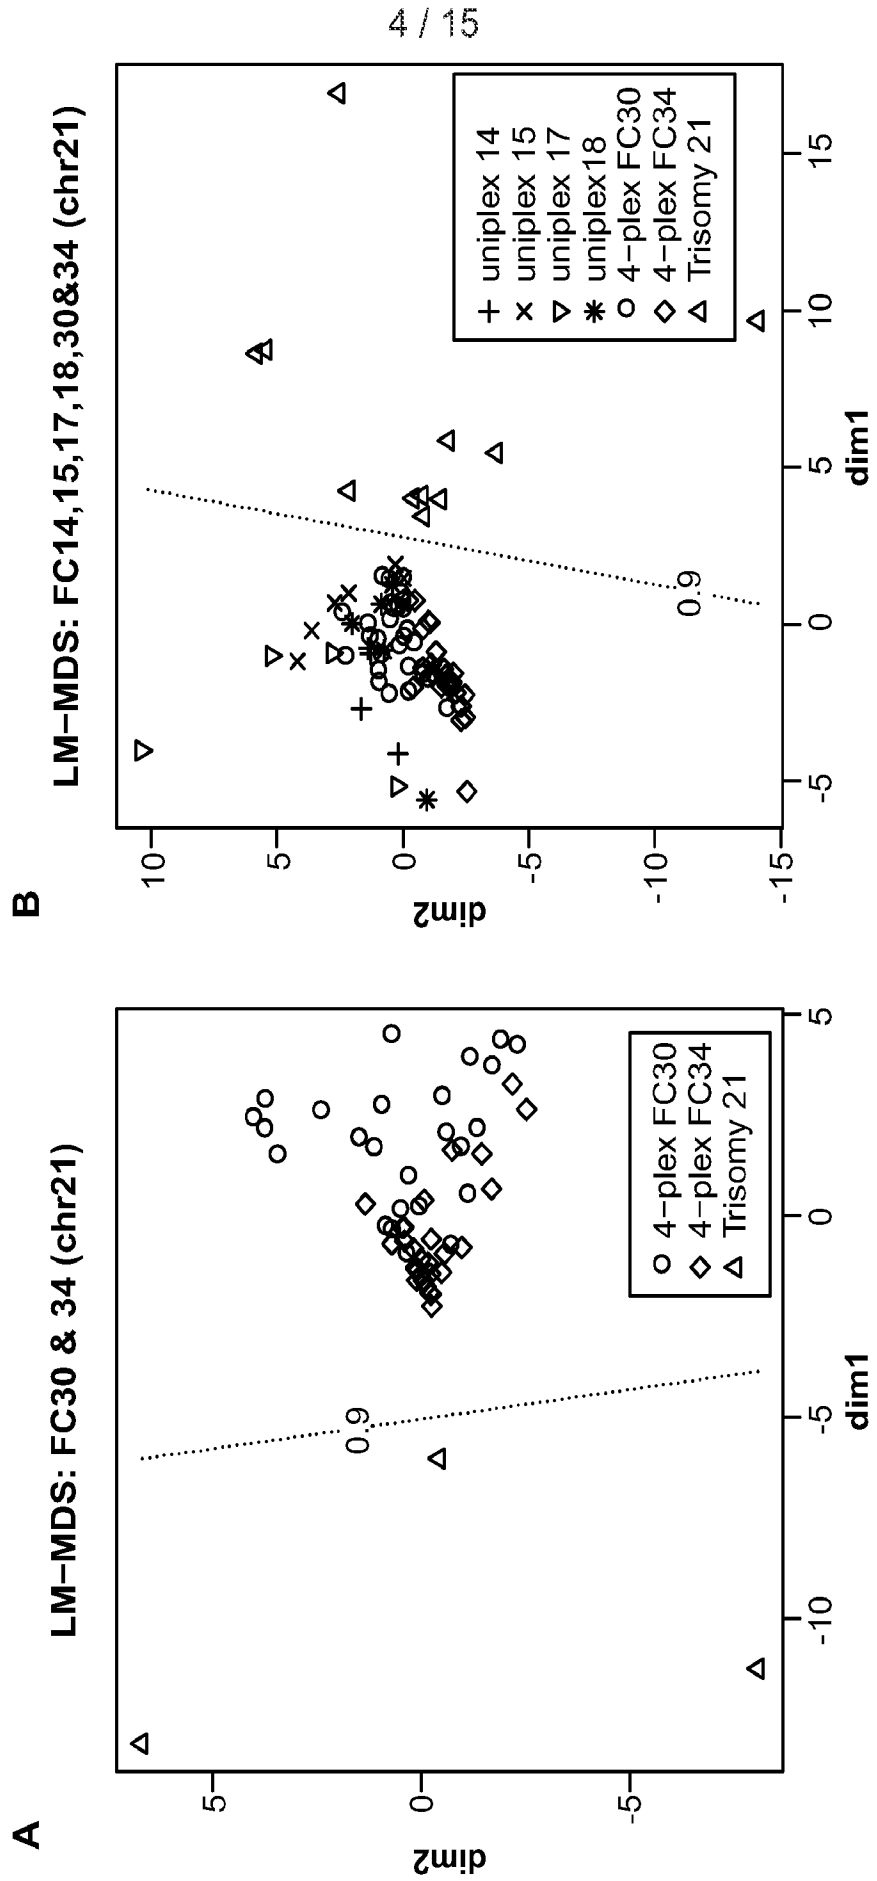 4 / 15
A
LM−MDS: FC30 & 34 (chr21)
dim2
5
0
-5
0.9
4−plex FC30
4−plex FC34
Trisomy 21
-10
-5
0
5
dim1
B
LM−MDS: FC14,15,17,18,30&34 (chr21)
dim2
10
5
0
-5
-10
-15
0.9
uniplex 14
uniplex 15
uniplex 17
uniplex18
4−plex FC30
4−plex FC34
Trisomy 21
-5
0
5
10
15
dim1